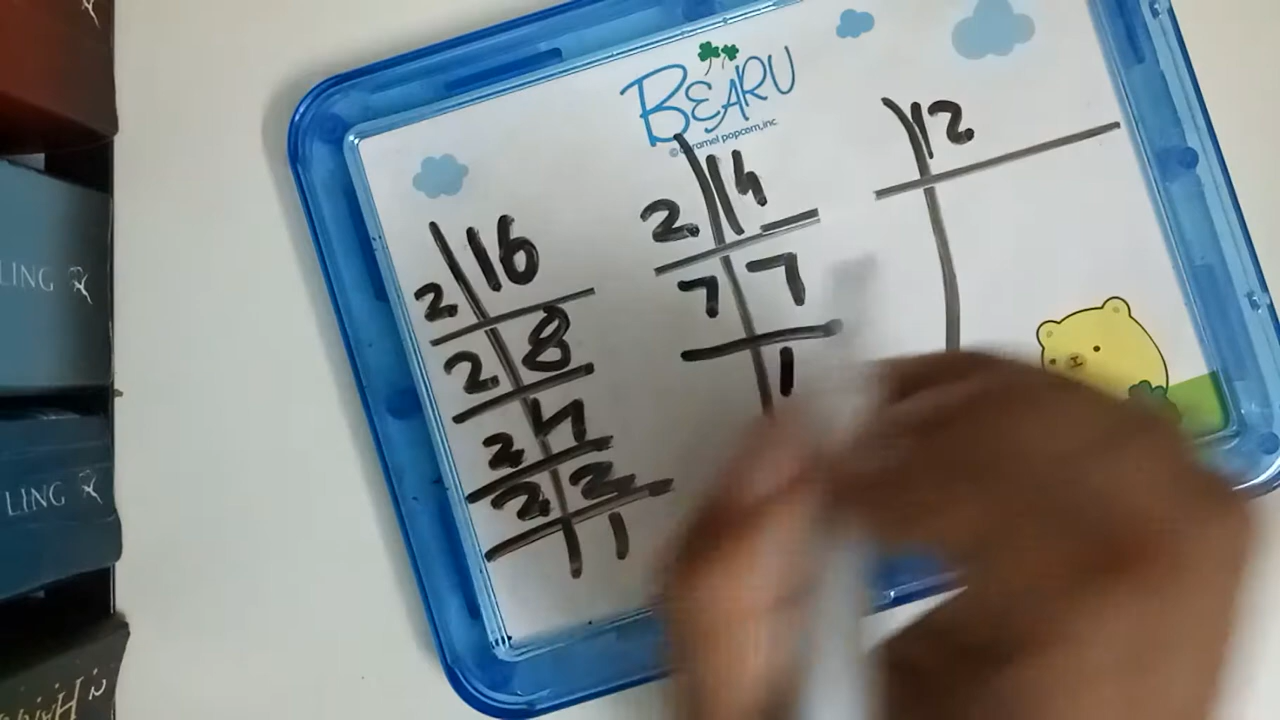 BEARU
©Caramel popcorn,inc.
2 16
2 8
2 4
2 2
1
2 14
7 7
1
12
LING
LING